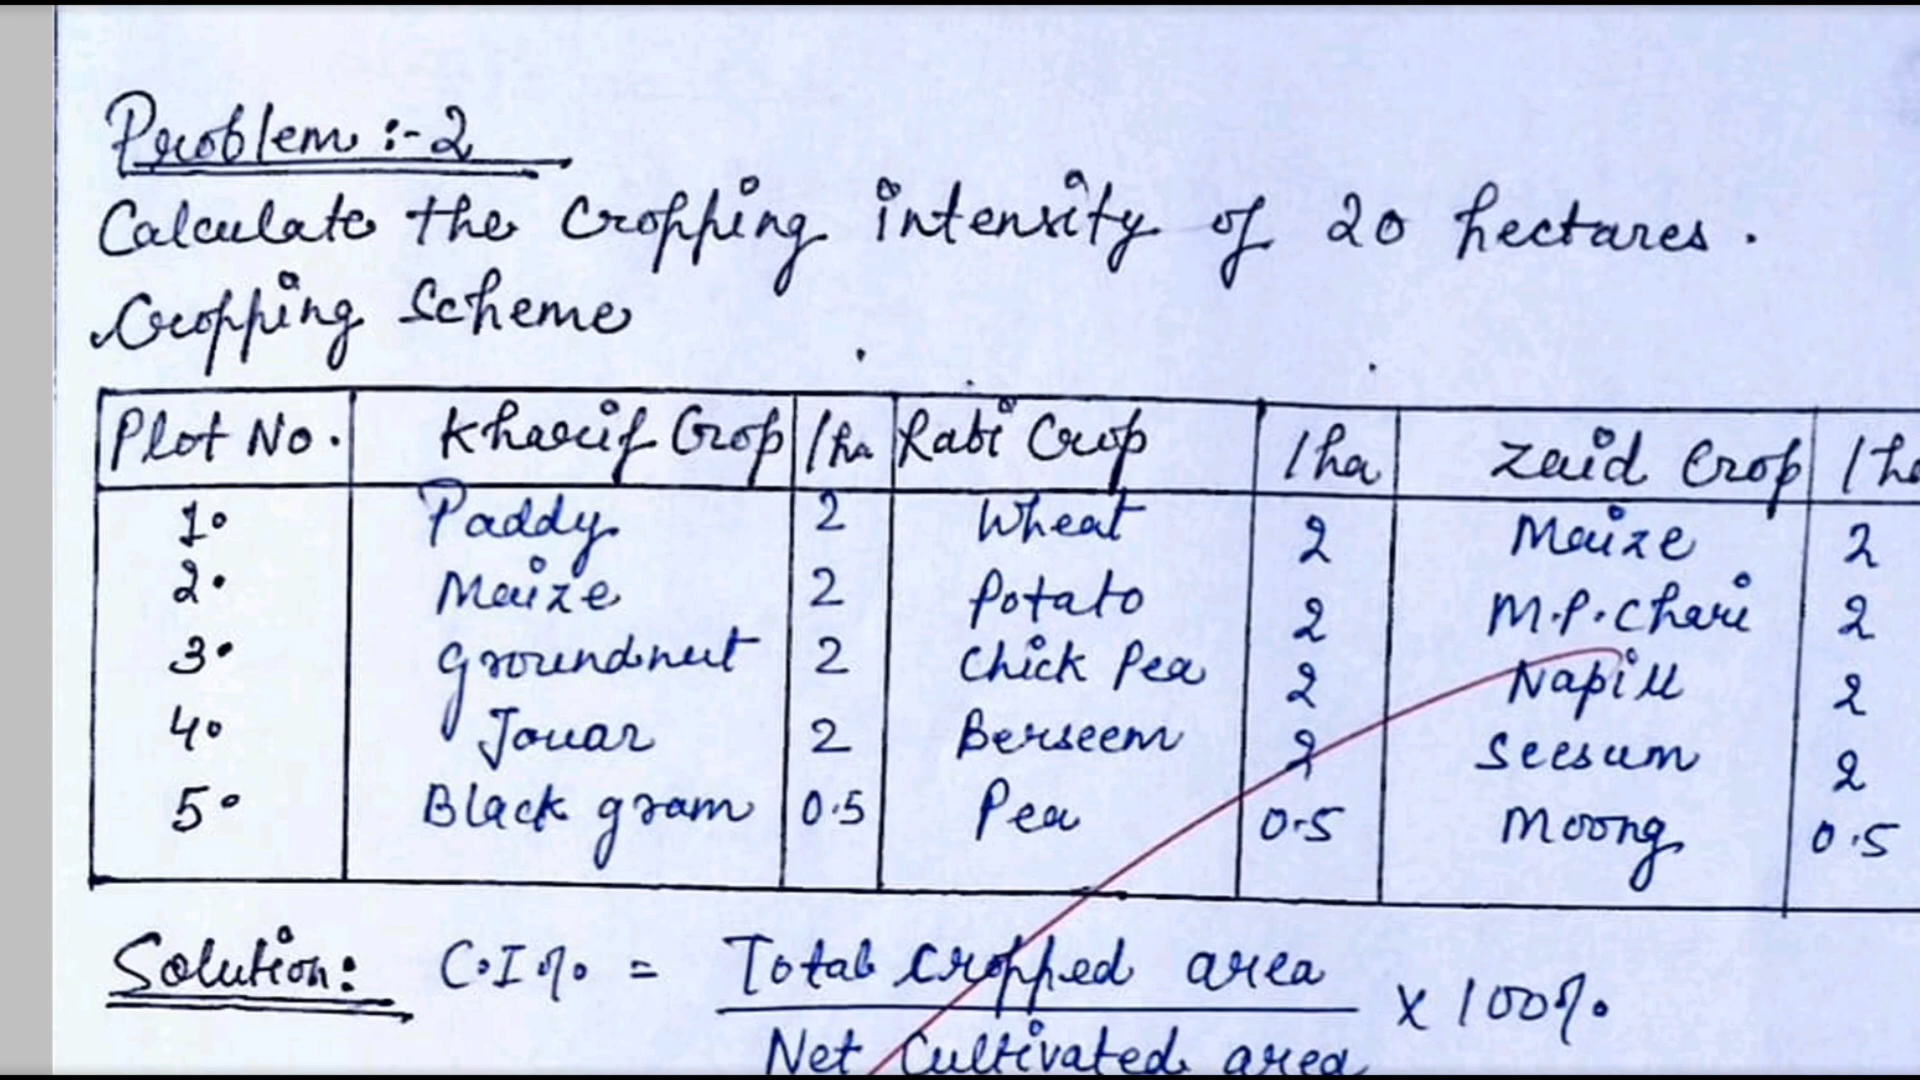 Problem :- 2
Calculate the Cropping intensity of 20 hectares.
Cropping Scheme
Plot No. Kharif Crop /ha Rabi Crop /ha Zaid Crop /ha
1. Paddy 2 Wheat 2 Maize 2
2. Maize 2 Potato 2 M.P. Chari 2
3. Groundnut 2 Chick Pea 2 Napill 2
4. Jouar 2 Berseem 2 Seesum 2
5. Black gram 0.5 Pea 0.5 Moong 0.5
Solution: C.I% = Total cropped area
× 100%
Net Cultivated area